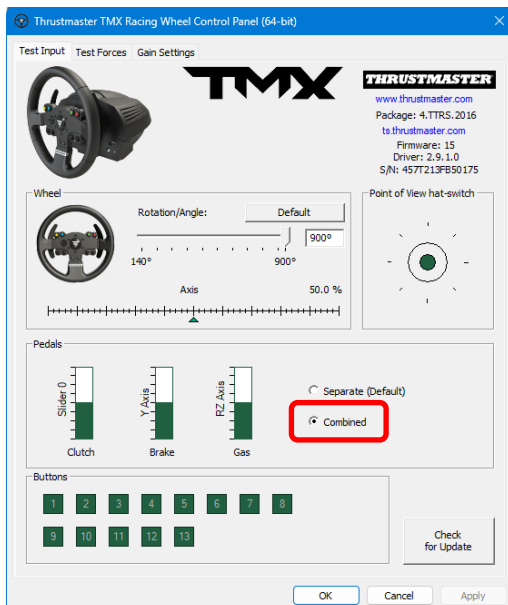 Thrustmaster TMX Racing Wheel Control Panel (64-bit)
Test Input Test Forces Gain Settings
TMX
THRUSTMASTER
www.thrustmaster.com
Package: 4.TTRS.2016
ts.thrustmaster.com
Firmware: 15
Driver: 2.9.1.0
S/N: 457T213FB50175
Wheel
Rotation/Angle:
Default
900°
140°
900°
Axis
50.0 %
Point of View hat-switch
Pedals
Slider 0
Clutch
Y Axis
Brake
RZ Axis
Gas
Separate (Default)
Combined
Buttons
1 2 3 4 5 6 7 8
9 10 11 12 13
Check
for Update
OK Cancel Apply